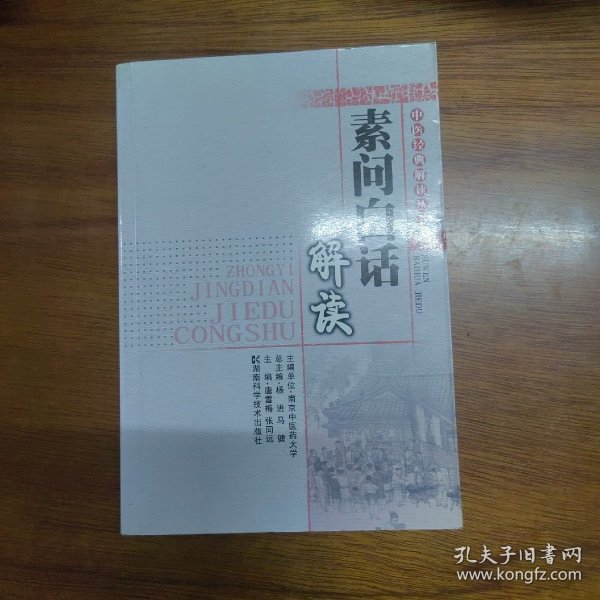 中医经典解读丛
素问白话
解读
SUWEN
BAIHUA JIEDU
ZHONGYI
JINGDIAN
JIEDU
CONGSHU
主编单位·南京中医药大学
总主编·杨 进 马 健
主 编·唐雪梅 张同远
湖南科学技术出版社
孔夫子旧书网
www.kongfz.com